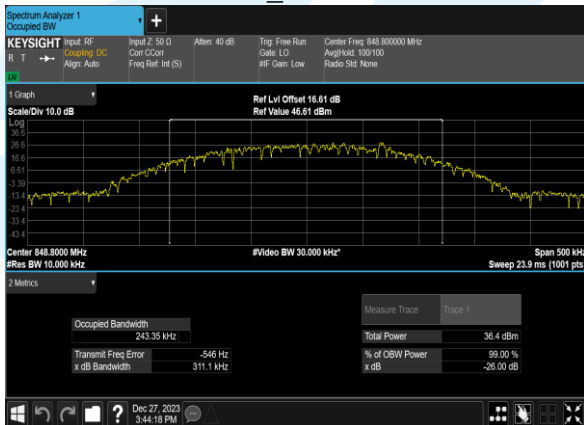 Spectrum Analyzer 1
Occupied BW
KEYSIGHT
R T
LXI
Input: RF
Coupling: DC
Align: Auto
Input Z: 50 Ω
Corr CCorr
Freq Ref: Int (S)
Atten: 40 dB
Trig: Free Run
Gate: LO
#IF Gain: Low
Center Freq: 848.800000 MHz
Avg|Hold: 100/100
Radio Std: None
1 Graph
Scale/Div 10.0 dB
Ref Lvl Offset 16.61 dB
Ref Value 46.61 dBm
Log
36.6
26.6
16.6
6.61
-3.39
-13.4
-23.4
-33.4
-43.4
Center 848.8000 MHz
#Res BW 10.000 kHz
#Video BW 30.000 kHz*
Span 500 kHz
Sweep 23.9 ms (1001 pts
2 Metrics
Measure Trace
Trace 1
Occupied Bandwidth
243.35 kHz
Total Power
36.4 dBm
Transmit Freq Error
-546 Hz
% of OBW Power
99.00 %
x dB Bandwidth
311.1 kHz
x dB
-26.00 dB
Dec 27, 2023
3:44:18 PM